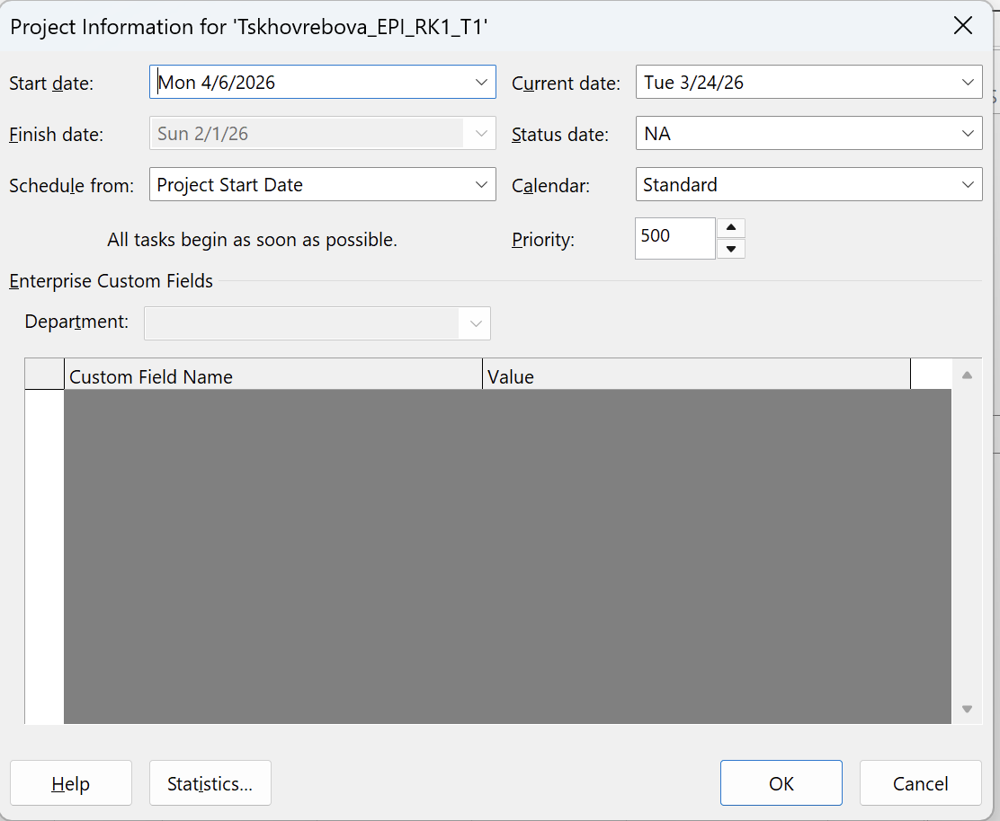 Project Information for 'Tskhovrebova_EPI_RK1_T1'
Start date: Mon 4/6/2026 Current date: Tue 3/24/26
Finish date: Sun 2/1/26 Status date: NA
Schedule from: Project Start Date Calendar: Standard
All tasks begin as soon as possible. Priority: 500
Enterprise Custom Fields
Department:
Custom Field Name Value
Help Statistics... OK Cancel